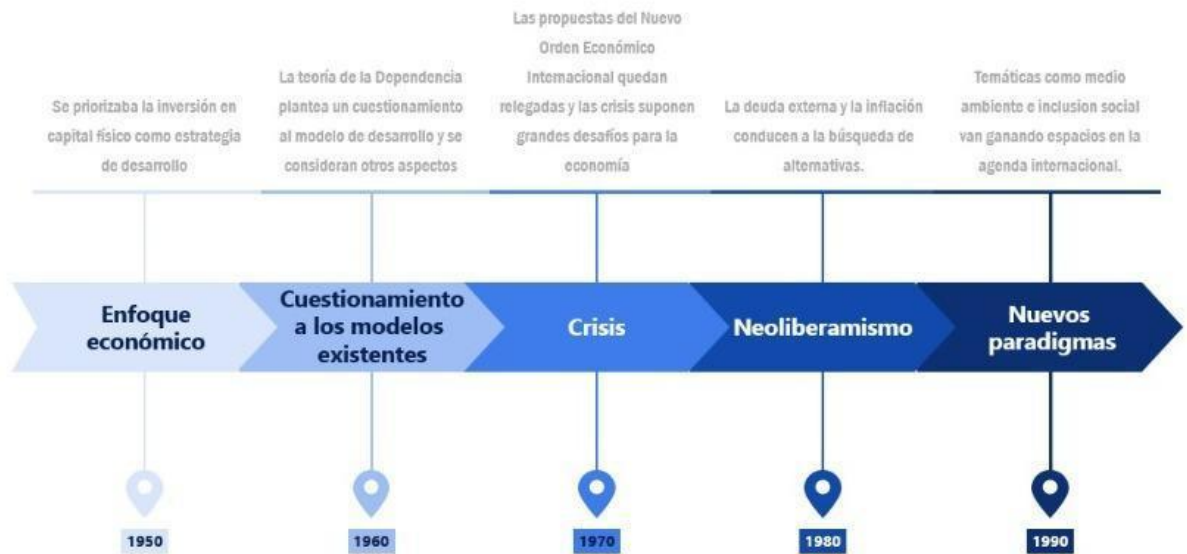 Se priorizaba la inversión en
capital físico como estrategia
de desarrollo
La teoría de la Dependencia
plantea un cuestionamiento
al modelo de desarrollo y se
consideran otros aspectos
Las propuestas del Nuevo
Orden Económico
Internacional quedan
relegadas y las crisis suponen
grandes desafíos para la
economía
La deuda externa y la inflación
conducen a la búsqueda de
alternativas.
Temáticas como medio
ambiente e inclusion social
van ganando espacios en la
agenda internacional.
Enfoque
económico
Cuestionamiento
a los modelos
existentes
Crisis
Neoliberamismo
Nuevos
paradigmas
1950
1960
1970
1980
1990